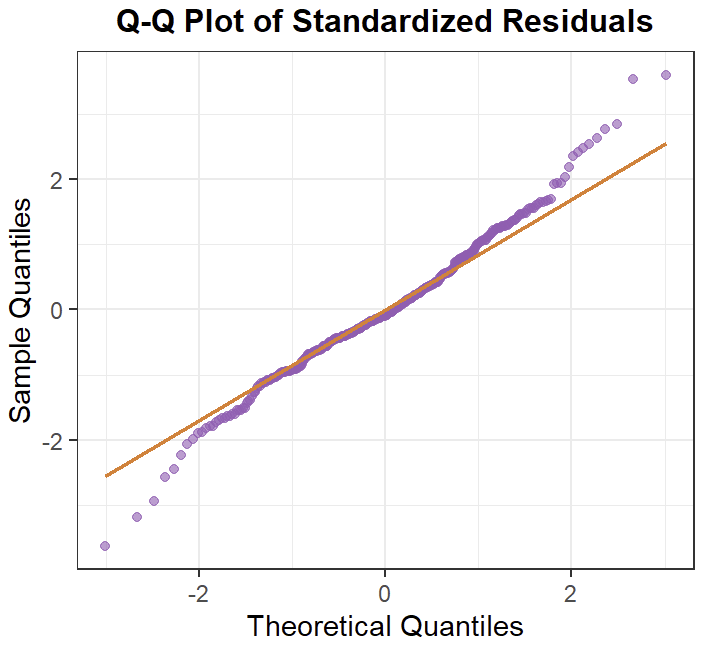 Q-Q Plot of Standardized Residuals
Sample Quantiles
2
0
-2
-2 0 2
Theoretical Quantiles